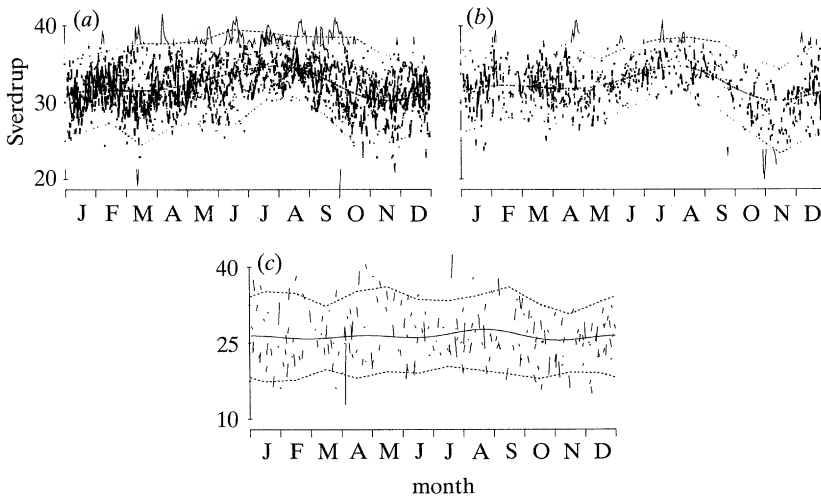 (a)
40
30
20
Sverdrup
J F M A M J J A S O N D
(b)
J F M A M J J A S O N D
(c)
40
25
10
J F M A M J J A S O N D
month